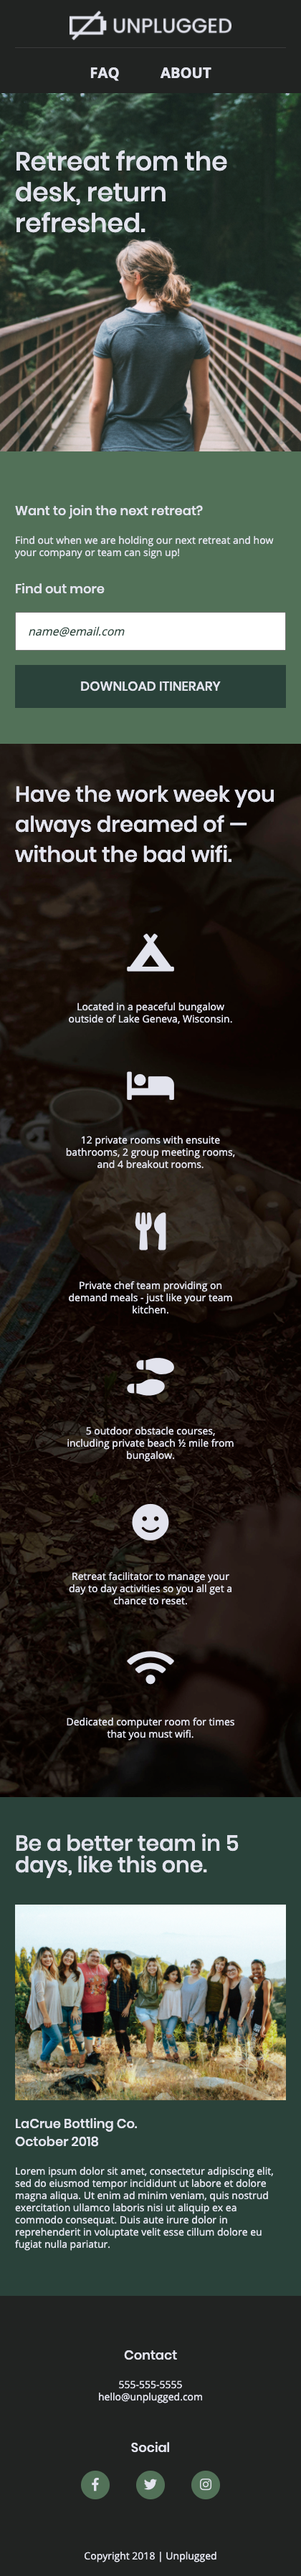 UNPLUGGED
FAQ ABOUT
Retreat from the
desk, return
refreshed.
Want to join the next retreat?
Find out when we are holding our next retreat and how
your company or team can sign up!
Find out more
name@email.com
DOWNLOAD ITINERARY
Have the work week you
always dreamed of —
without the bad wifi.
Located in a peaceful bungalow
outside of Lake Geneva, Wisconsin.
12 private rooms with ensuite
bathrooms, 2 group meeting rooms,
and 4 breakout rooms.
Private chef team providing on
demand meals - just like your team
kitchen.
5 outdoor obstacle courses,
including private beach ½ mile from
bungalow.
Retreat facilitator to manage your
day to day activities so you all get a
chance to reset.
Dedicated computer room for times
that you must wifi.
Be a better team in 5
days, like this one.
LaCrue Bottling Co.
October 2018
Lorem ipsum dolor sit amet, consectetur adipiscing elit,
sed do eiusmod tempor incididunt ut labore et dolore
magna aliqua. Ut enim ad minim veniam, quis nostrud
exercitation ullamco laboris nisi ut aliquip ex ea
commodo consequat. Duis aute irure dolor in
reprehenderit in voluptate velit esse cillum dolore eu
fugiat nulla pariatur.
Contact
555-555-5555
hello@unplugged.com
Social
Copyright 2018 | Unplugged